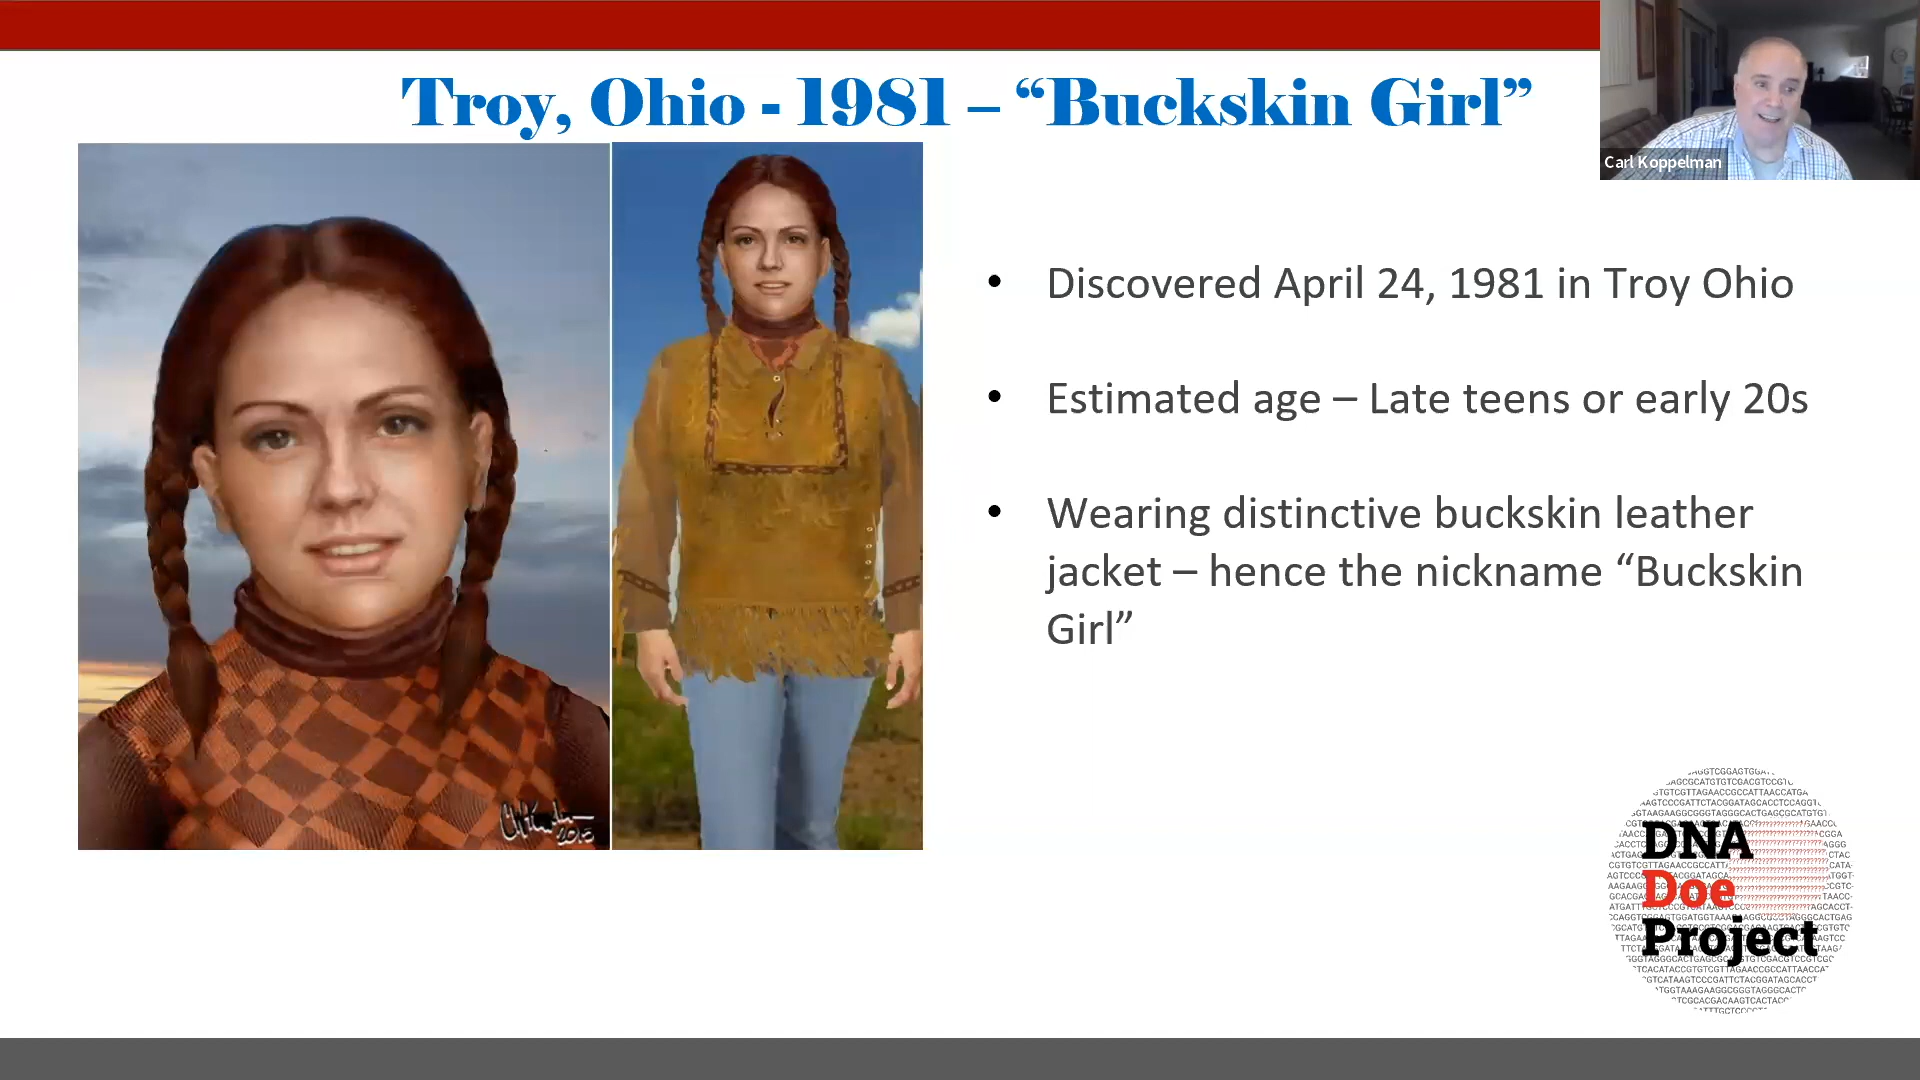 Troy, Ohio - 1981 – “Buckskin Girl”
Carl Koppelman
• Discovered April 24, 1981 in Troy Ohio
• Estimated age – Late teens or early 20s
• Wearing distinctive buckskin leather
jacket – hence the nickname “Buckskin
Girl”
2015
DNA
Doe
Project